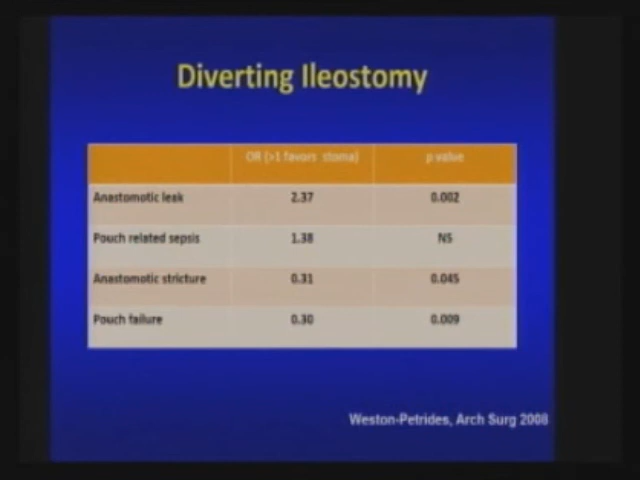 Diverting Ileostomy
OR (>1 favors stoma) p value
Anastomotic leak 2.37 0.002
Pouch related sepsis 1.38 NS
Anastomotic stricture 0.31 0.045
Pouch failure 0.30 0.009
Weston-Petrides, Arch Surg 2008